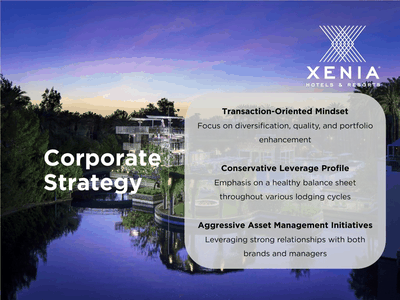 XENIA
HOTELS & RESORTS
Corporate
Strategy
Transaction-Oriented Mindset
Focus on diversification, quality, and portfolio
enhancement
Conservative Leverage Profile
Emphasis on a healthy balance sheet
throughout various lodging cycles
Aggressive Asset Management Initiatives
Leveraging strong relationships with both
brands and managers